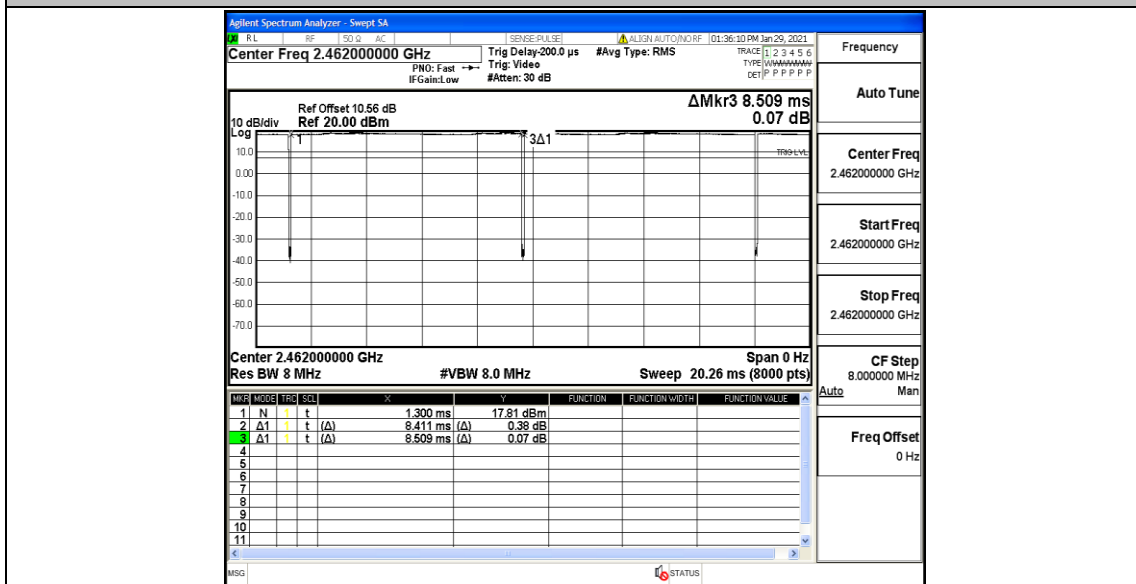 Agilent Spectrum Analyzer - Swept SA
RL RF 50 Ω AC SENSE:PULSE ALIGN AUTO/NO RF 01:36:10 PM Jan 29, 2021
Center Freq 2.462000000 GHz
PNO: Fast
IFGain:Low
Trig Delay-200.0 µs
Trig: Video
#Atten: 30 dB
#Avg Type: RMS
TRACE 1 2 3 4 5 6
TYPE
DET P P P P P P
ΔMkr3 8.509 ms
0.07 dB
Ref Offset 10.56 dB
10 dB/div Ref 20.00 dBm
Log
1
3Δ1
TRIG LVL
10.0
0.00
-10.0
-20.0
-30.0
-40.0
-50.0
-60.0
-70.0
Center 2.462000000 GHz Span 0 Hz
Res BW 8 MHz #VBW 8.0 MHz Sweep 20.26 ms (8000 pts)
MKR MODE TRC SCL X Y FUNCTION FUNCTION WIDTH FUNCTION VALUE
1 N 1 t 1.300 ms 17.81 dBm
2 Δ1 1 t (Δ) 8.411 ms (Δ) 0.38 dB
3 Δ1 1 t (Δ) 8.509 ms (Δ) 0.07 dB
4
5
6
7
8
9
10
11
MSG STATUS
Frequency
Auto Tune
Center Freq
2.462000000 GHz
Start Freq
2.462000000 GHz
Stop Freq
2.462000000 GHz
CF Step
8.000000 MHz
Auto Man
Freq Offset
0 Hz